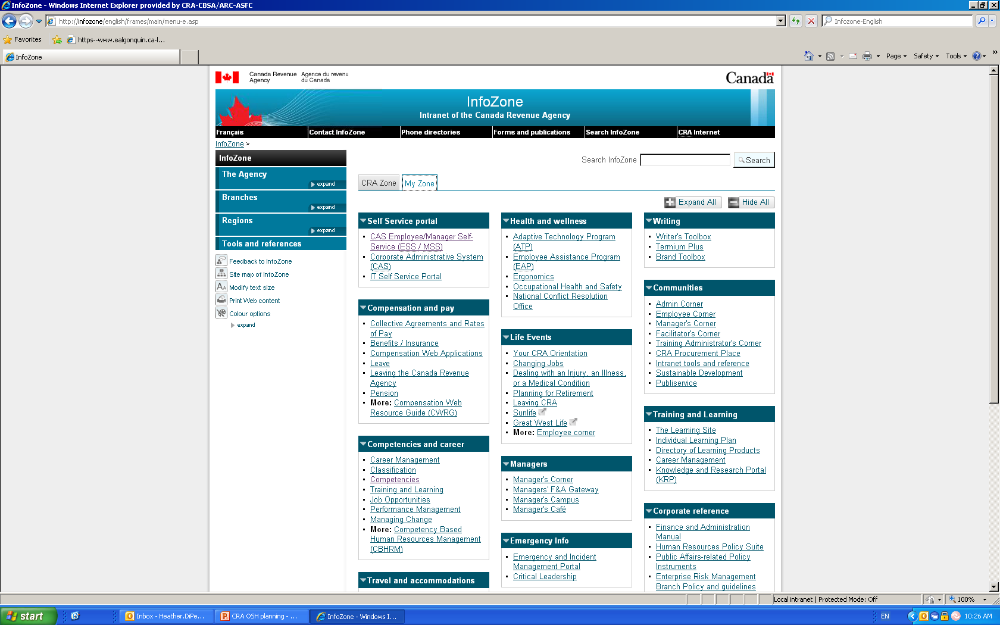 InfoZone - Windows Internet Explorer provided by CRA-CBSA/ARC-ASFC
http://infozone/english/frames/main/menu-e.asp
Infozone-English
Favorites
https--www.ealgonquin.ca-l...
InfoZone
Page
Safety
Tools
Canada Revenue Agency
Agence du revenu du Canada
Canada
InfoZone
Intranet of the Canada Revenue Agency
Français
Contact InfoZone
Phone directories
Forms and publications
Search InfoZone
CRA Internet
InfoZone >
InfoZone
The Agency
expand
Branches
expand
Regions
expand
Tools and references
Feedback to InfoZone
Site map of InfoZone
Modify text size
Print Web content
Colour options
expand
Search InfoZone
Search
CRA Zone
My Zone
Expand All
Hide All
Self Service portal
CAS Employee/Manager Self-
Service (ESS / MSS)
Corporate Administrative System
(CAS)
IT Self Service Portal
Compensation and pay
Collective Agreements and Rates
of Pay
Benefits / Insurance
Compensation Web Applications
Leave
Leaving the Canada Revenue
Agency
Pension
More: Compensation Web
Resource Guide (CWRG)
Competencies and career
Career Management
Classification
Competencies
Training and Learning
Job Opportunities
Performance Management
Managing Change
More: Competency Based
Human Resources Management
(CBHRM)
Travel and accommodations
Health and wellness
Adaptive Technology Program
(ATP)
Employee Assistance Program
(EAP)
Ergonomics
Occupational Health and Safety
National Conflict Resolution
Office
Life Events
Your CRA Orientation
Changing Jobs
Dealing with an Injury, an Illness,
or a Medical Condition
Planning for Retirement
Leaving CRA
Sunlife
Great West Life
More: Employee corner
Managers
Manager's Corner
Managers' F&A Gateway
Manager's Campus
Manager's Café
Emergency Info
Emergency and Incident
Management Portal
Critical Leadership
Writing
Writer's Toolbox
Termium Plus
Brand Toolbox
Communities
Admin Corner
Employee Corner
Manager's Corner
Facilitator's Corner
Training Administrator's Corner
CRA Procurement Place
Intranet tools and reference
Sustainable Development
Publiservice
Training and Learning
The Learning Site
Individual Learning Plan
Directory of Learning Products
Career Management
Knowledge and Research Portal
(KRP)
Corporate reference
Finance and Administration
Manual
Human Resources Policy Suite
Public Affairs-related Policy
Instruments
Enterprise Risk Management
Branch Policy and guidelines
Local intranet | Protected Mode: Off
100%
start
Inbox - Heather.DiPe...
CRA OSH planning - ...
InfoZone - Windows I...
EN
10:26 AM